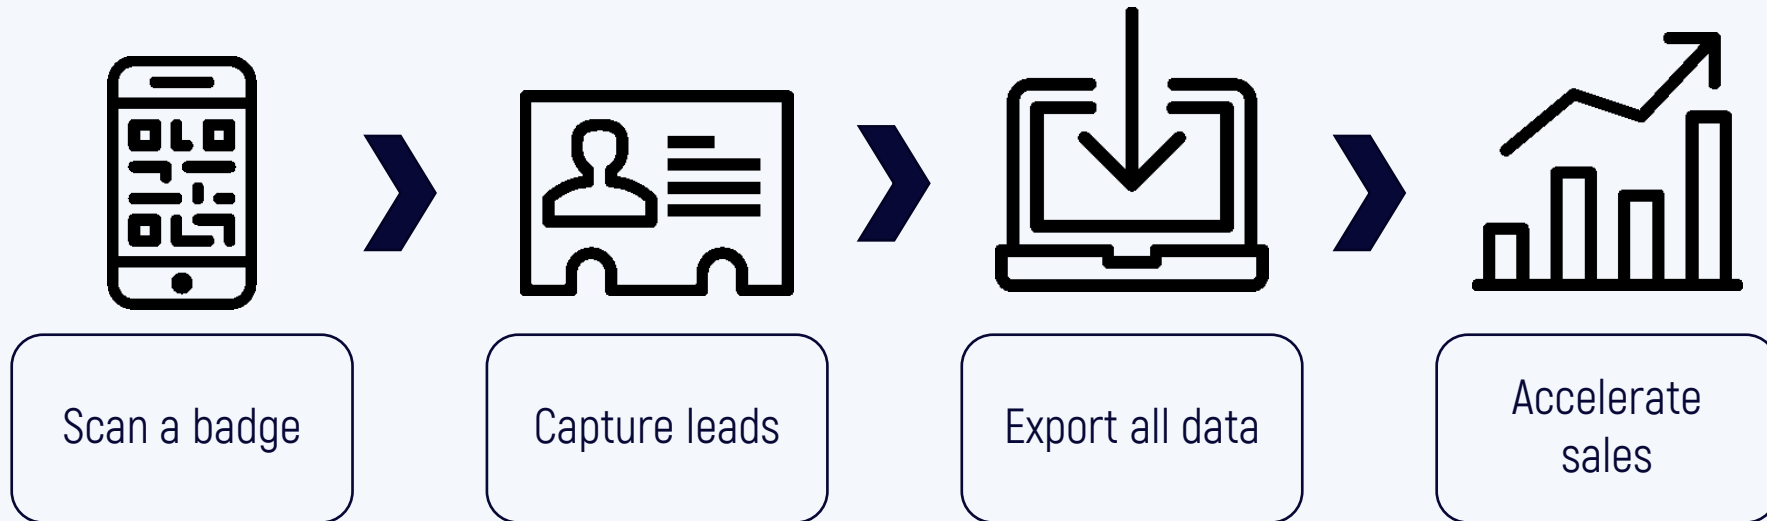 Scan a badge
Capture leads
Export all data
Accelerate
sales